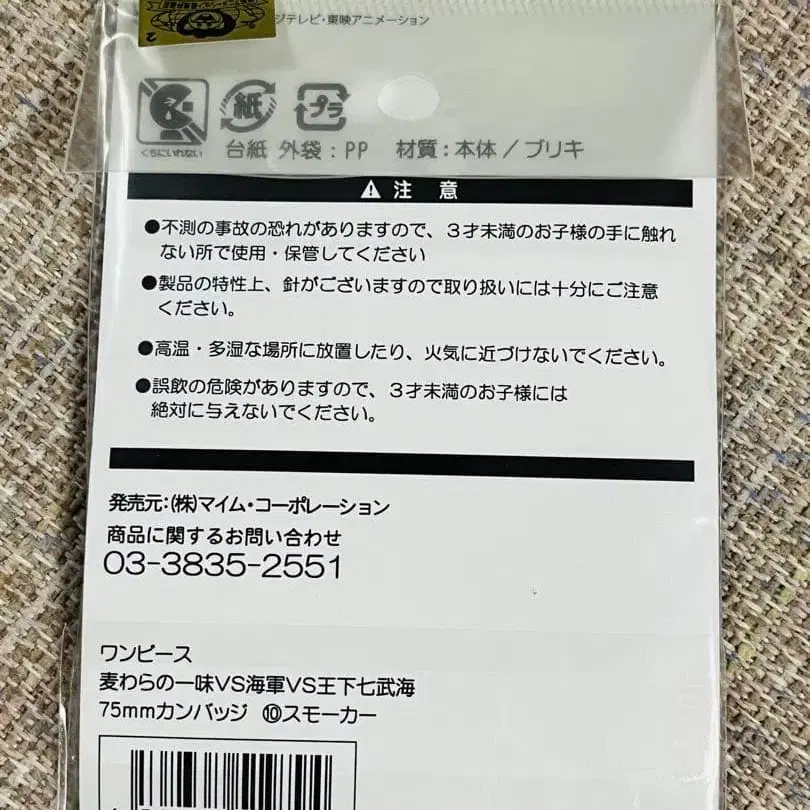 ジテレビ・東映アニメーション
くちにいれない
紙
プラ
台紙 外袋：PP 材質：本体／ブリキ
注 意
●不測の事故の恐れがありますので、３才未満のお子様の手に触れ
ない所で使用・保管してください
●製品の特性上、針がございますので取り扱いには十分にご注意
ください。
●高温・多湿な場所に放置したり、火気に近づけないでください。
●誤飲の危険がありますので、３才未満のお子様には
絶対に与えないでください。
発売元：(株)マイム・コーポレーション
商品に関するお問い合わせ
03-3835-2551
ワンピース
麦わらの一味VS海軍VS王下七武海
75mmカンバッジ ⑩スモーカー